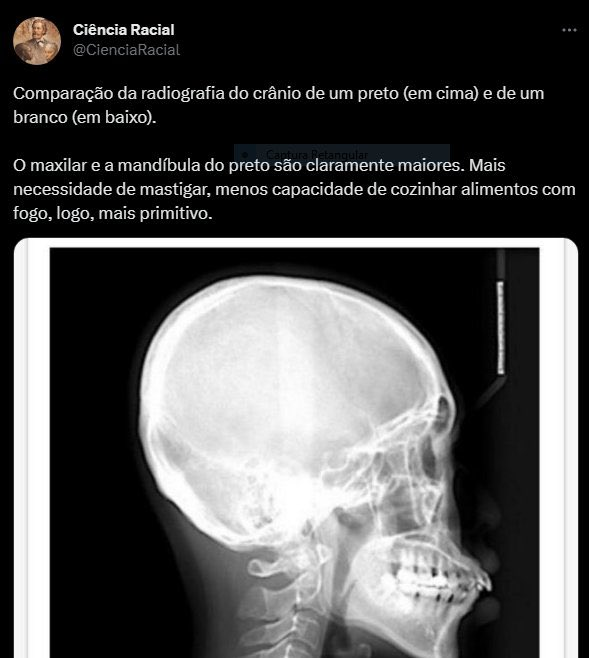 Ciência Racial
@CienciaRacial
Comparação da radiografia do crânio de um preto (em cima) e de um
branco (em baixo).
Captura Retangular
O maxilar e a mandíbula do preto são claramente maiores. Mais
necessidade de mastigar, menos capacidade de cozinhar alimentos com
fogo, logo, mais primitivo.